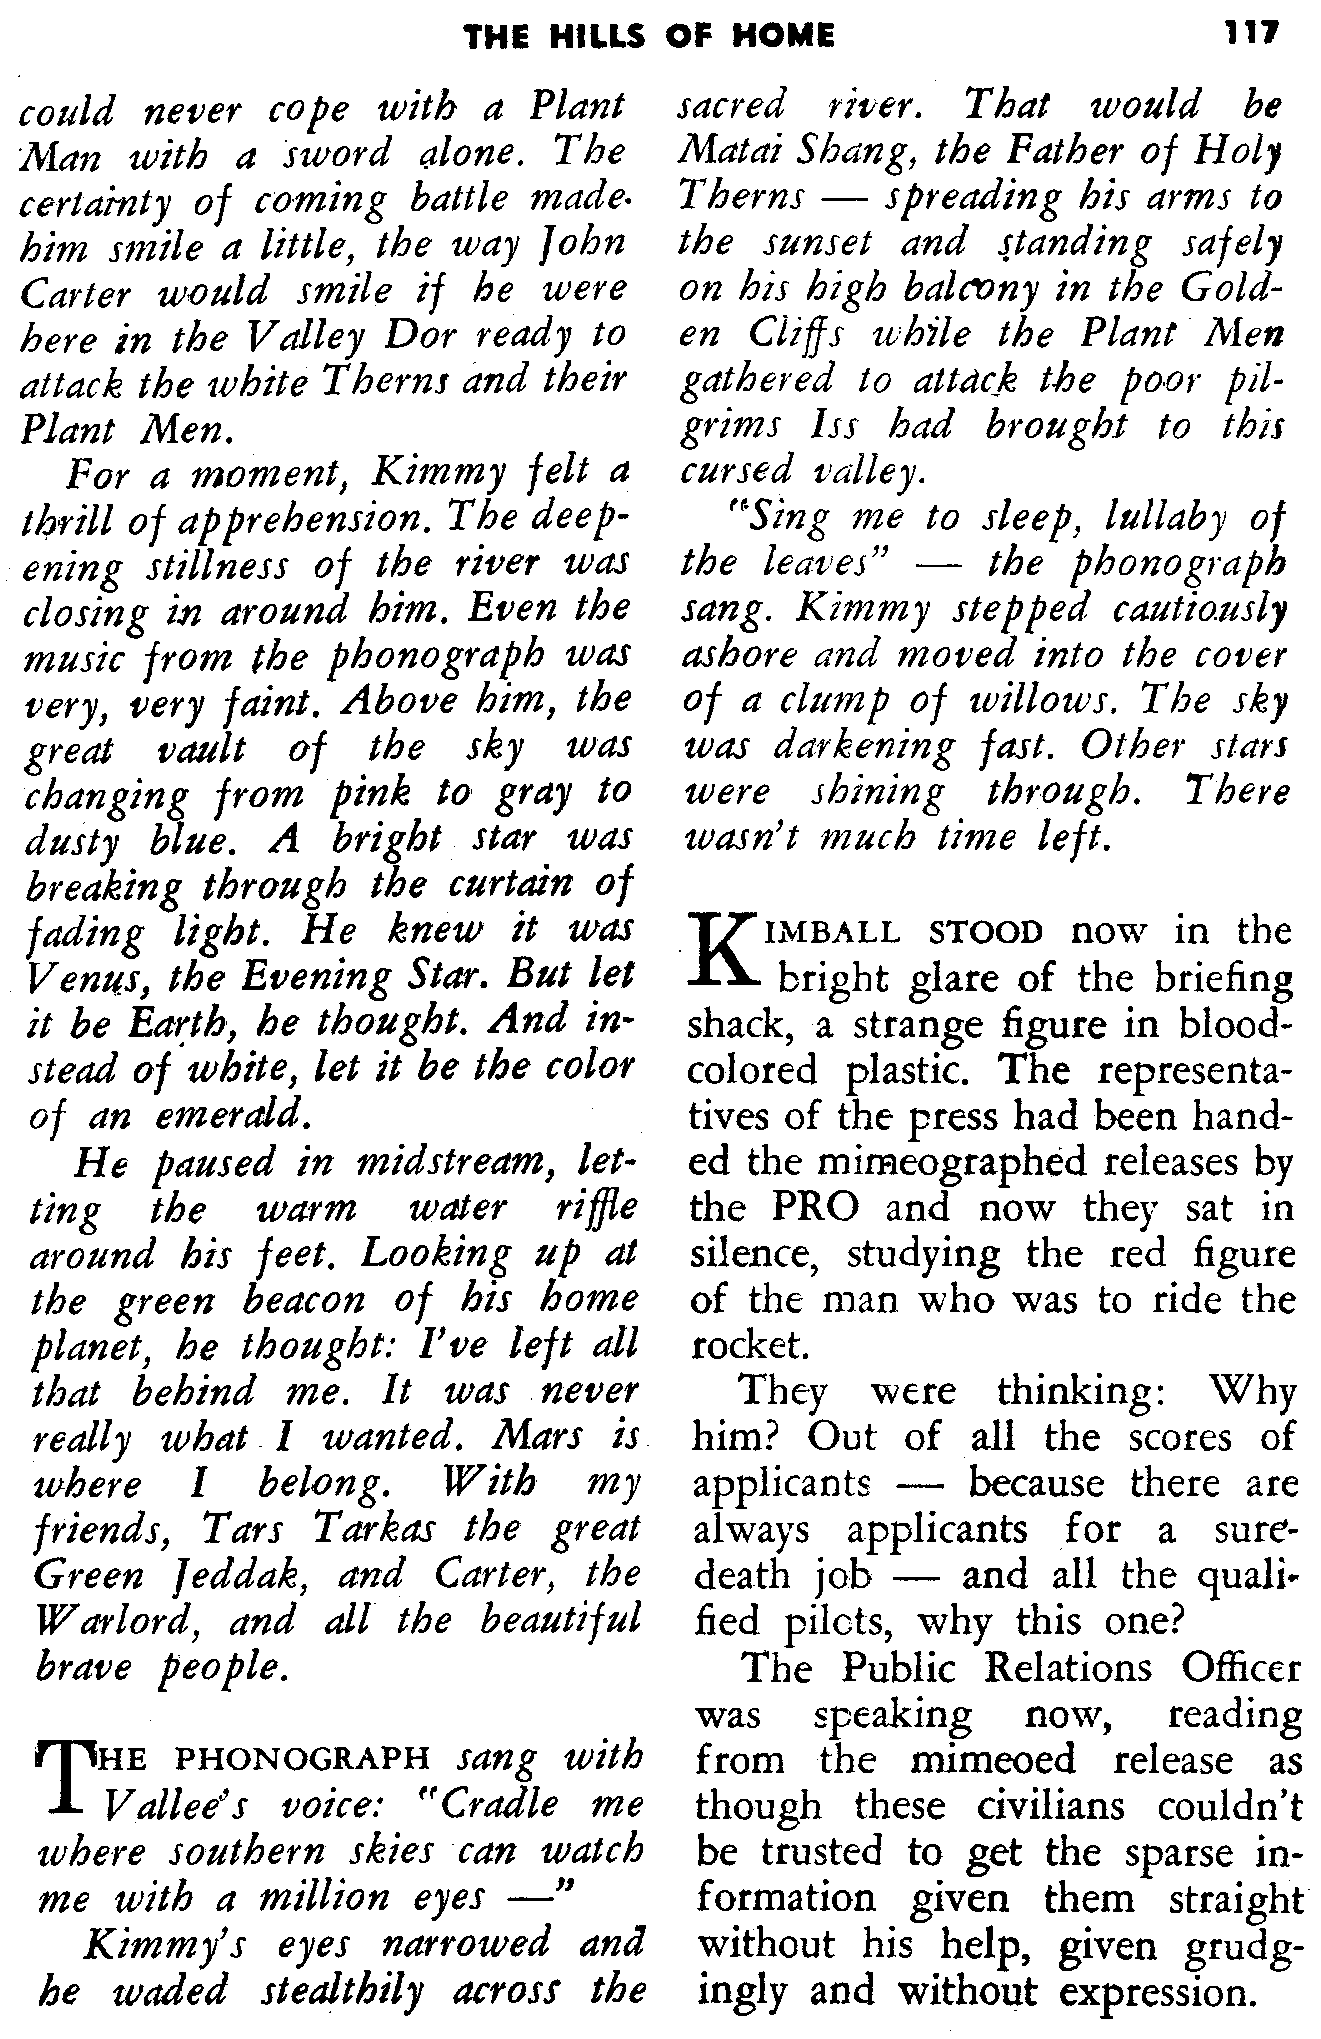 THE HILLS OF HOME 117
could never cope with a Plant
Man with a sword alone. The
certainty of coming battle made
him smile a little, the way John
Carter would smile if he were
here in the Valley Dor ready to
attack the white Therns and their
Plant Men.
For a moment, Kimmy felt a
thrill of apprehension. The deep-
ening stillness of the river was
closing in around him. Even the
music from the phonograph was
very, very faint. Above him, the
great vault of the sky was
changing from pink to gray to
dusty blue. A bright star was
breaking through the curtain of
fading light. He knew it was
Venus, the Evening Star. But let
it be Earth, he thought. And in-
stead of white, let it be the color
of an emerald.
He paused in midstream, let-
ting the warm water riffle
around his feet. Looking up at
the green beacon of his home
planet, he thought: I've left all
that behind me. It was never
really what I wanted. Mars is
where I belong. With my
friends, Tars Tarkas the great
Green Jeddak, and Carter, the
Warlord, and all the beautiful
brave people.
THE PHONOGRAPH sang with
Vallee's voice: "Cradle me
where southern skies can watch
me with a million eyes —"
Kimmy's eyes narrowed and
he waded stealthily across the
sacred river. That would be
Matai Shang, the Father of Holy
Therns — spreading his arms to
the sunset and standing safely
on his high balcony in the Gold-
en Cliffs while the Plant Men
gathered to attack the poor pil-
grims Iss had brought to this
cursed valley.
"Sing me to sleep, lullaby of
the leaves" — the phonograph
sang. Kimmy stepped cautiously
ashore and moved into the cover
of a clump of willows. The sky
was darkening fast. Other stars
were shining through. There
wasn't much time left.
KIMBALL STOOD now in the
bright glare of the briefing
shack, a strange figure in blood-
colored plastic. The representa-
tives of the press had been hand-
ed the mimeographed releases by
the PRO and now they sat in
silence, studying the red figure
of the man who was to ride the
rocket.
They were thinking: Why
him? Out of all the scores of
applicants — because there are
always applicants for a sure-
death job — and all the quali-
fied pilots, why this one?
The Public Relations Officer
was speaking now, reading
from the mimeoed release as
though these civilians couldn't
be trusted to get the sparse in-
formation given them straight
without his help, given grudg-
ingly and without expression.